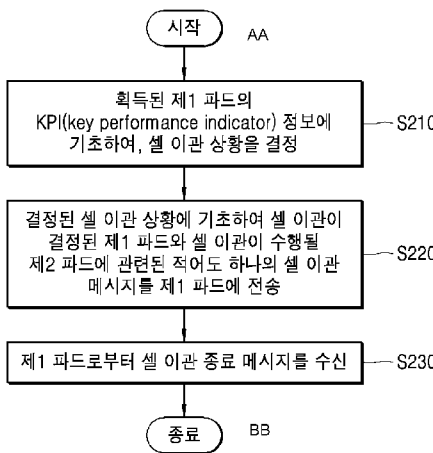 시작 AA
획득된 제1 파드의
KPI(key performance indicator) 정보에
기초하여, 셀 이관 상황을 결정
S210
결정된 셀 이관 상황에 기초하여 셀 이관이
결정된 제1 파드와 셀 이관이 수행될
제2 파드에 관련된 적어도 하나의 셀 이관
메시지를 제1 파드에 전송
S220
제1 파드로부터 셀 이관 종료 메시지를 수신
S230
종료 BB